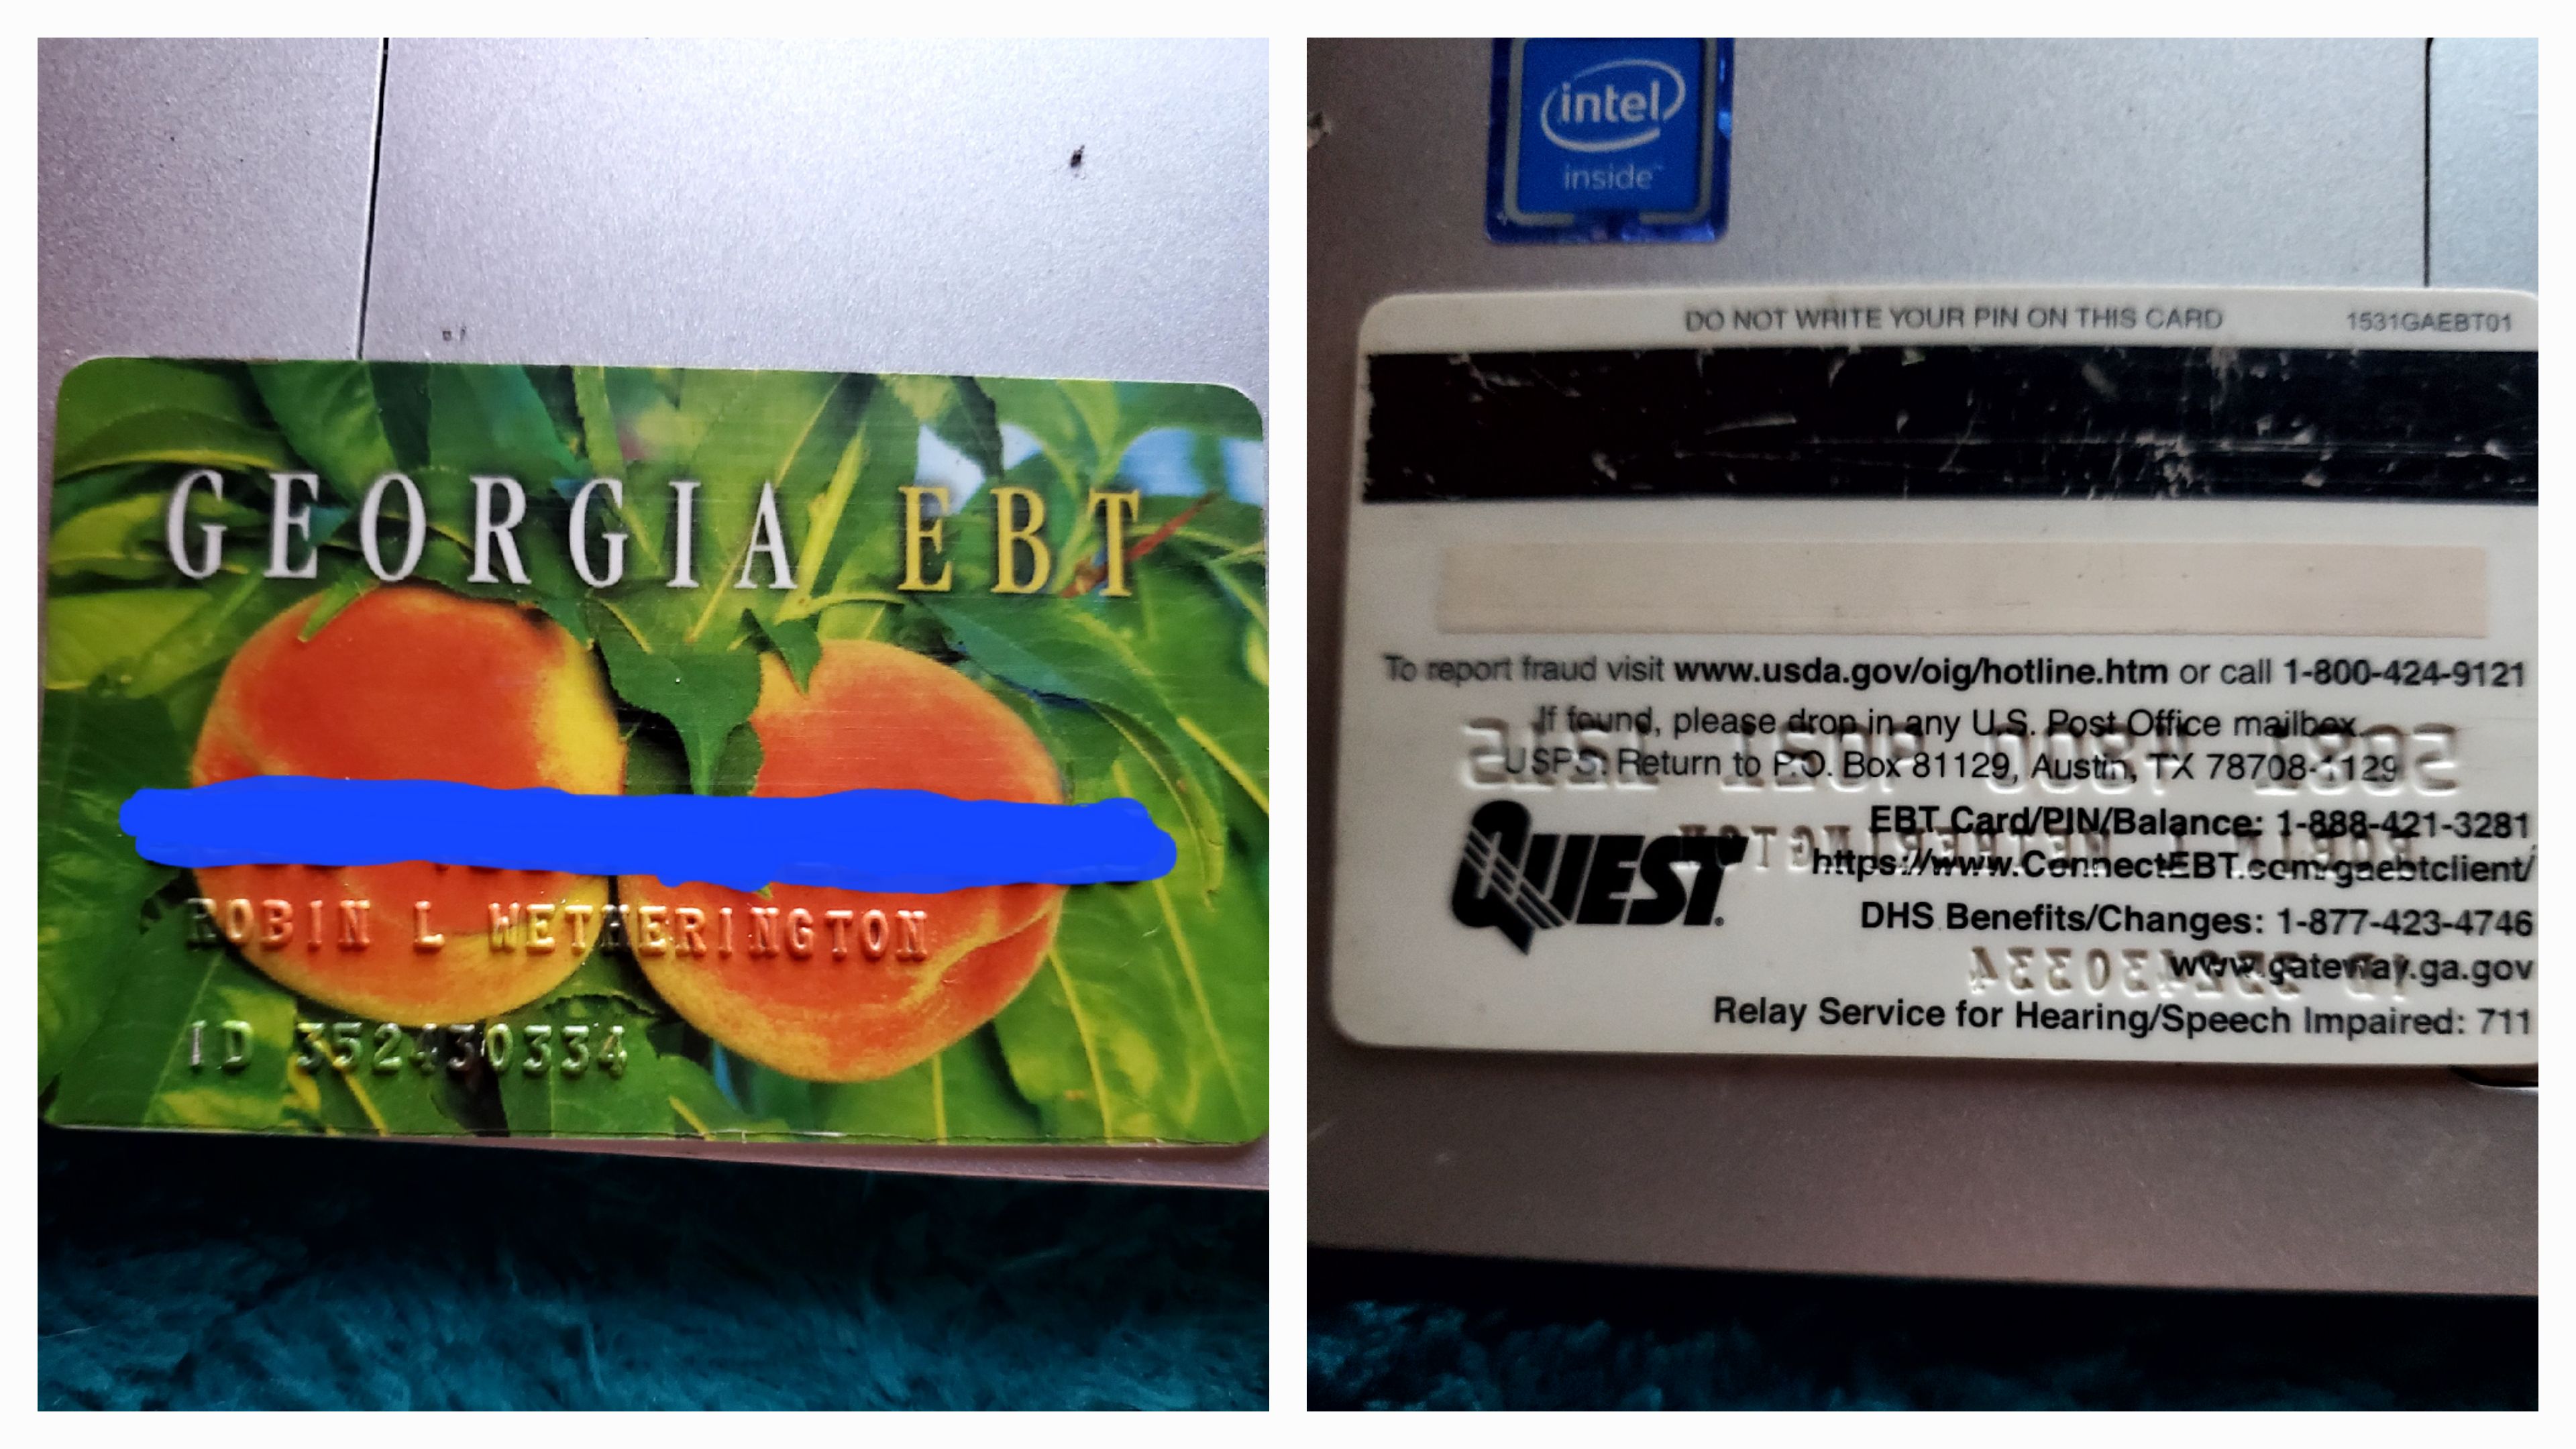 GEORGIA EBT
ROBIN L WETHERINGTON
ID 352430334
intel
inside™
DO NOT WRITE YOUR PIN ON THIS CARD 1531GAEBT01
To report fraud visit www.usda.gov/oig/hotline.htm or call 1-800-424-9121
If found, please drop in any U.S. Post Office mailbox.
USPS: Return to P.O. Box 81129, Austin, TX 78708-1129
EBT Card/PIN/Balance: 1-888-421-3281
https://www.ConnectEBT.com/gaebtclient/
QUEST®
DHS Benefits/Changes: 1-877-423-4746
www.gateway.ga.gov
Relay Service for Hearing/Speech Impaired: 711